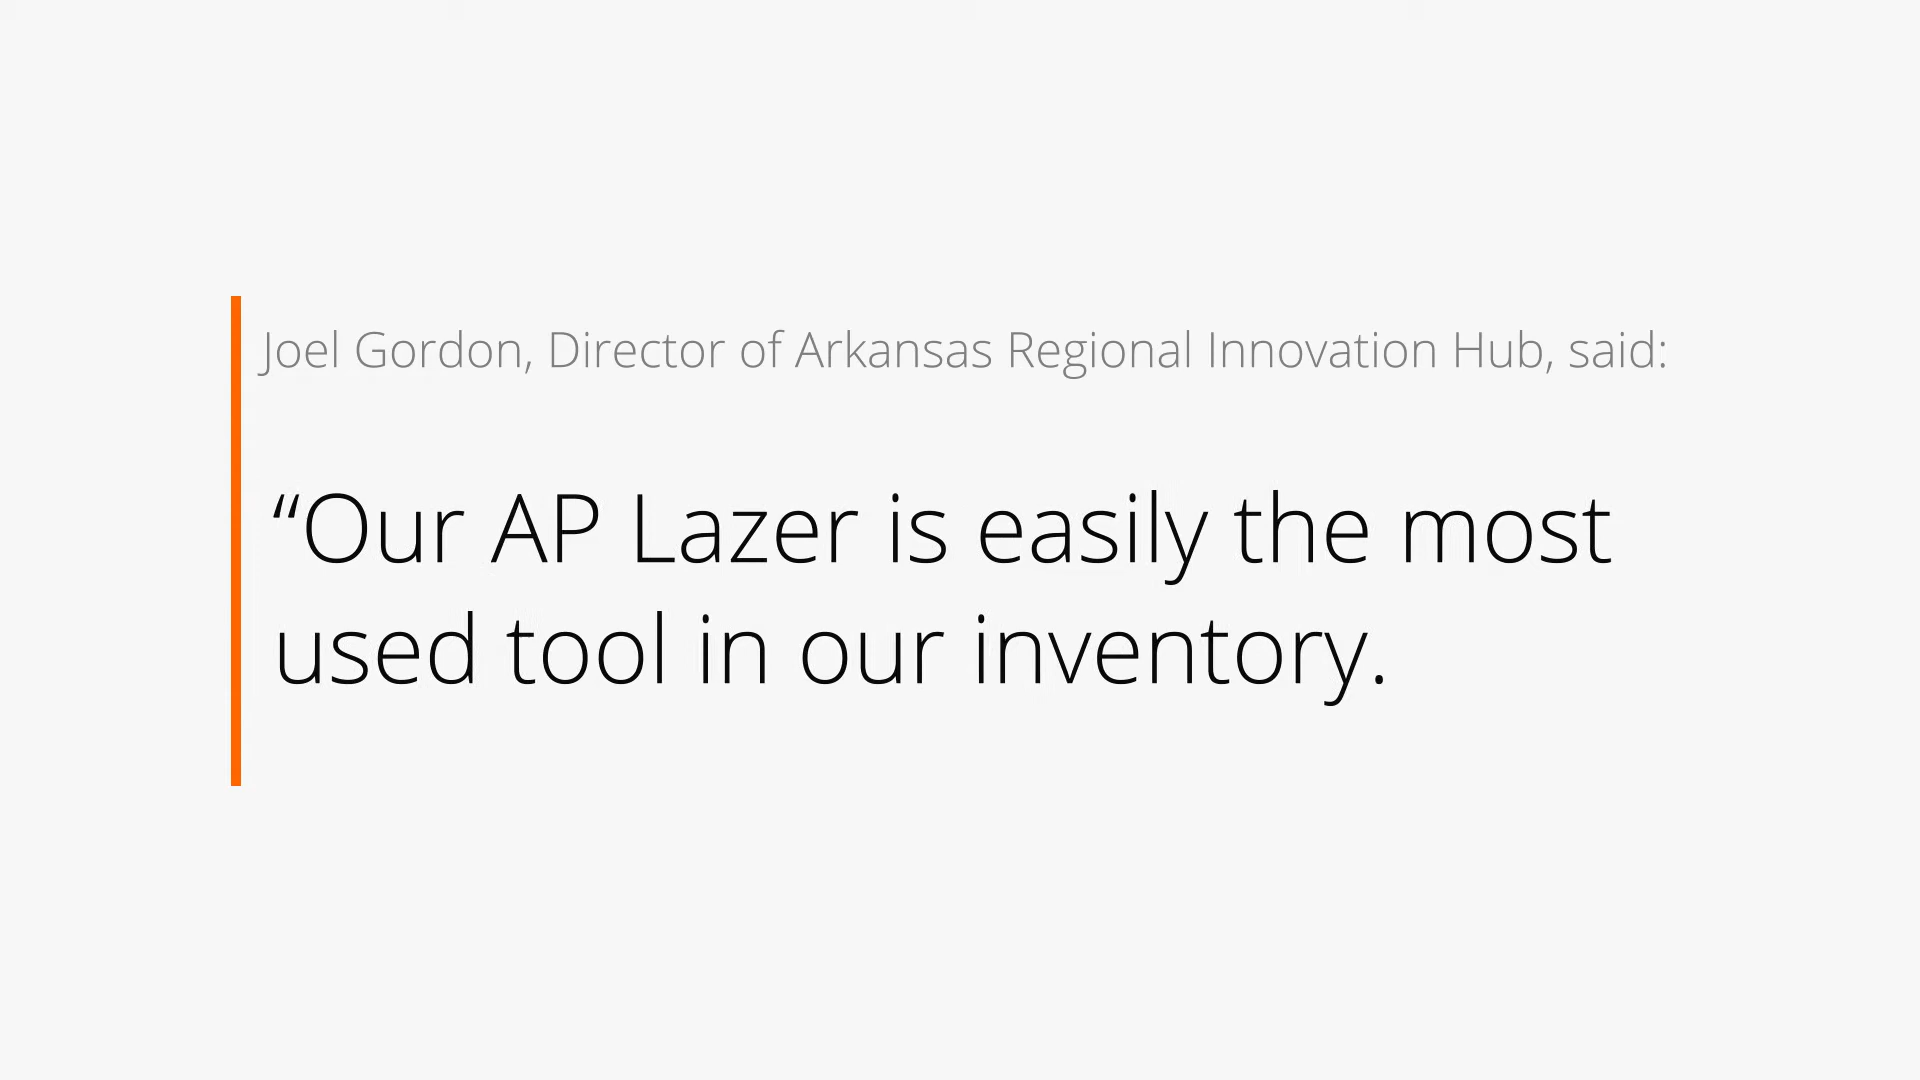 Joel Gordon, Director of Arkansas Regional Innovation Hub, said:
“Our AP Lazer is easily the most
used tool in our inventory.